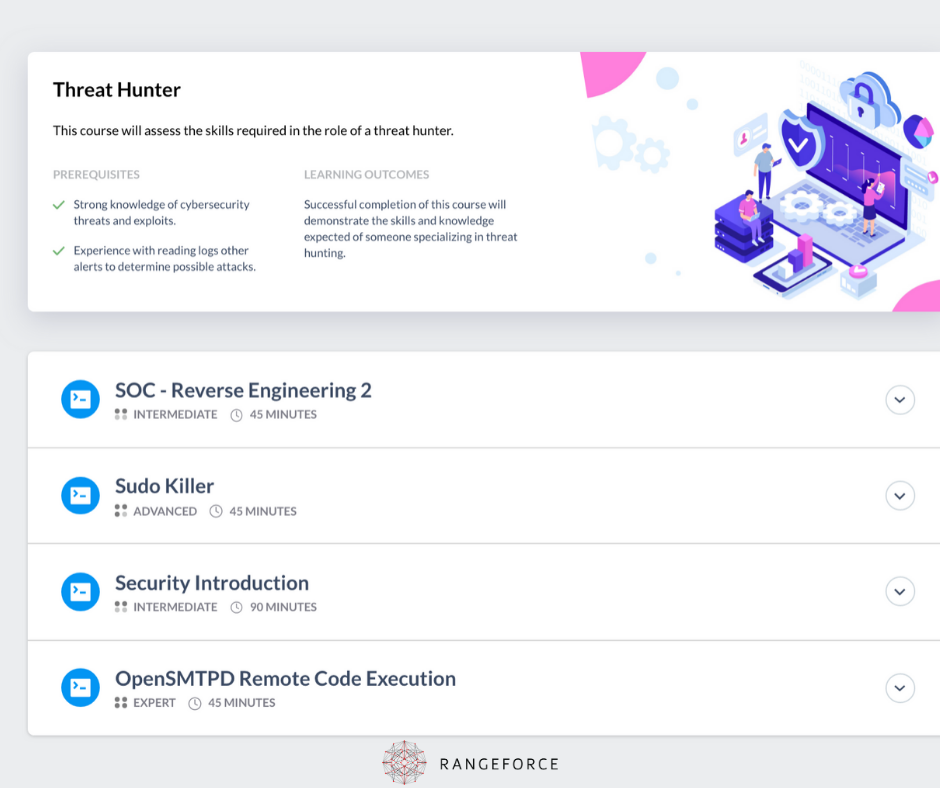 Threat Hunter
This course will assess the skills required in the role of a threat hunter.
PREREQUISITES
Strong knowledge of cybersecurity
threats and exploits.
Experience with reading logs other
alerts to determine possible attacks.
LEARNING OUTCOMES
Successful completion of this course will
demonstrate the skills and knowledge
expected of someone specializing in threat
hunting.
SOC - Reverse Engineering 2
INTERMEDIATE 45 MINUTES
Sudo Killer
ADVANCED 45 MINUTES
Security Introduction
INTERMEDIATE 90 MINUTES
OpenSMTPD Remote Code Execution
EXPERT 45 MINUTES
RANGEFORCE